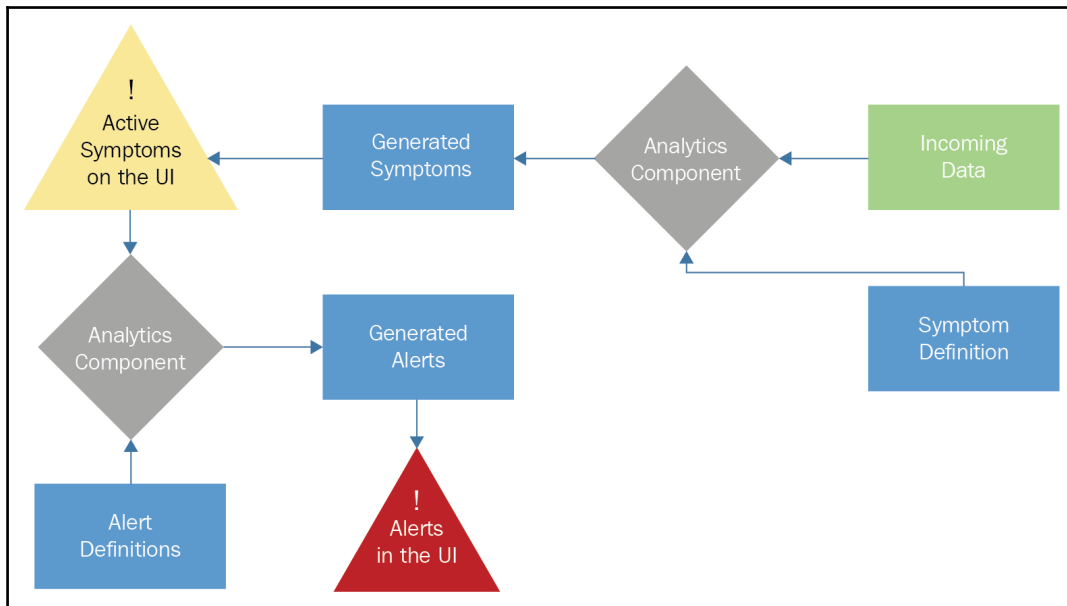 !
Active
Symptoms
on the UI
Generated
Symptoms
Analytics
Component
Incoming
Data
Analytics
Component
Generated
Alerts
Symptom
Definition
Alert
Definitions
!
Alerts
in the UI